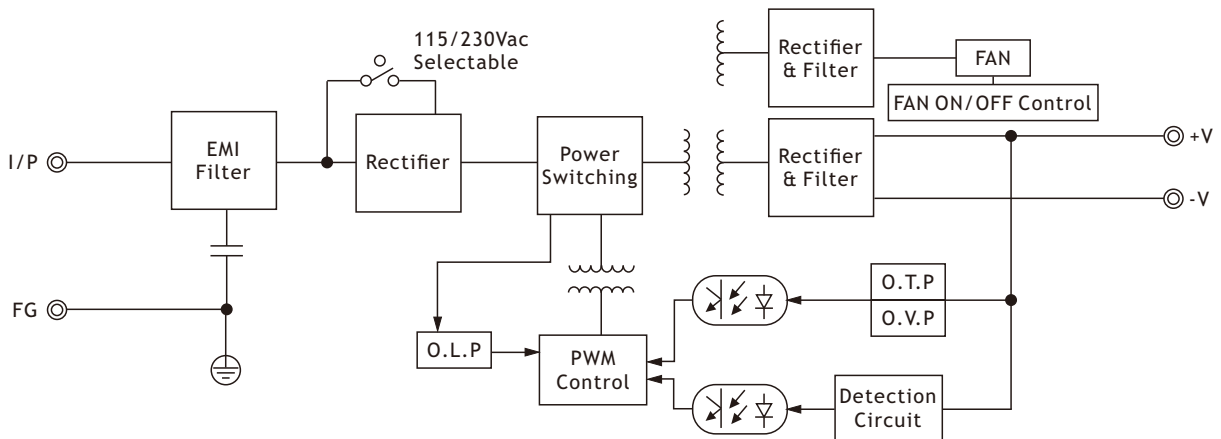 115/230Vac
Selectable
Rectifier
& Filter
FAN
FAN ON/OFF Control
I/P
EMI
Filter
Rectifier
Power
Switching
Rectifier
& Filter
+V
-V
FG
O.T.P
O.V.P
O.L.P
PWM
Control
Detection
Circuit